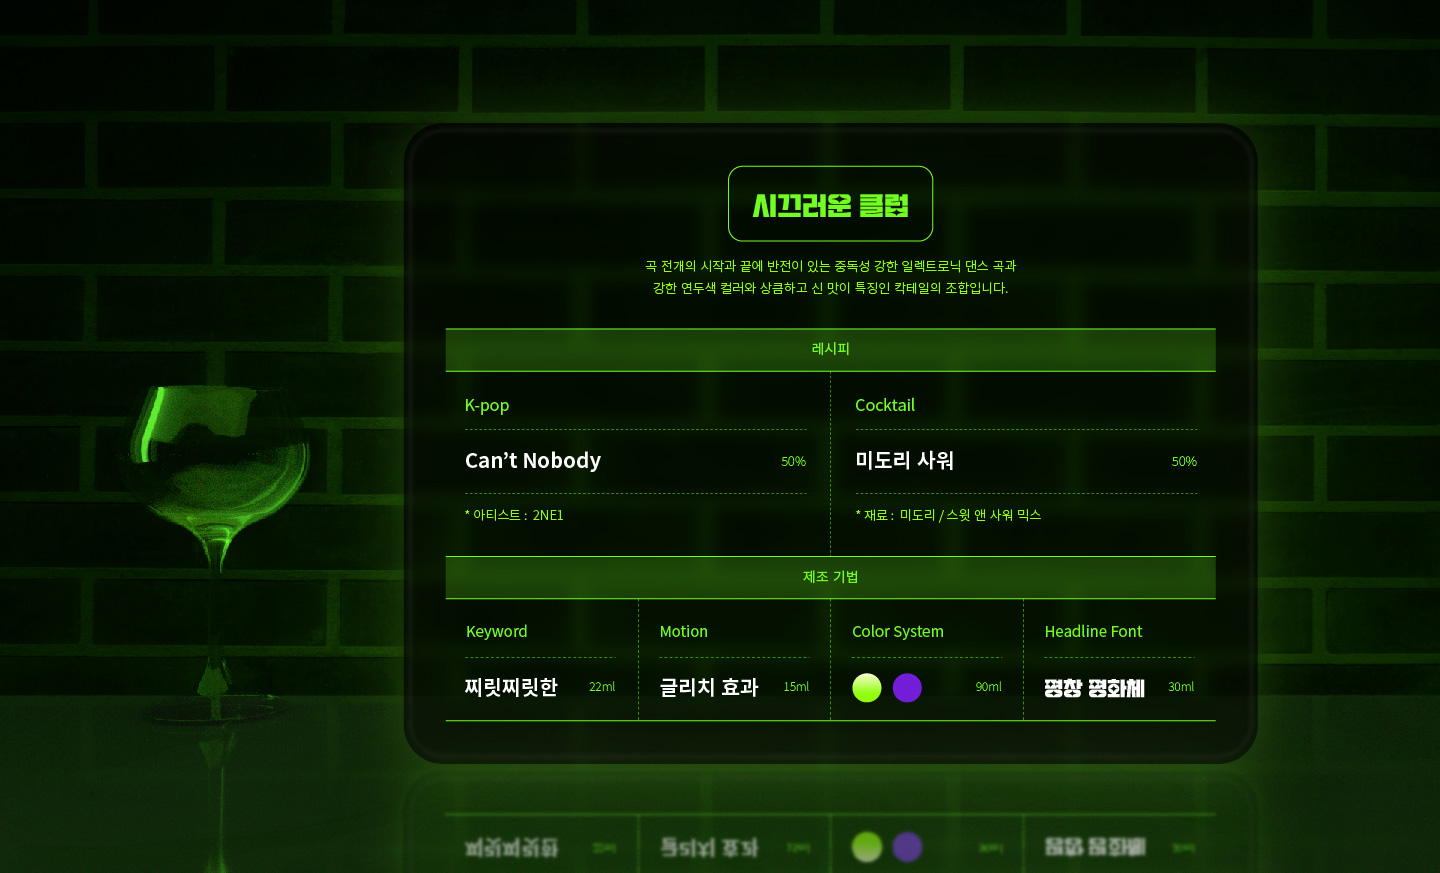 시끄러운 클럽
곡 전개의 시작과 끝에 반전이 있는 중독성 강한 일렉트로닉 댄스 곡과
강한 연두색 컬러와 상큼하고 신 맛이 특징인 칵테일의 조합입니다.
레시피
K-pop
Can’t Nobody 50%
* 아티스트 : 2NE1
Cocktail
미도리 사워 50%
* 재료 : 미도리 / 스윗 앤 사워 믹스
제조 기법
Keyword
찌릿찌릿한 22ml
Motion
글리치 효과 15ml
Color System
90ml
Headline Font
평창 평화체 30ml